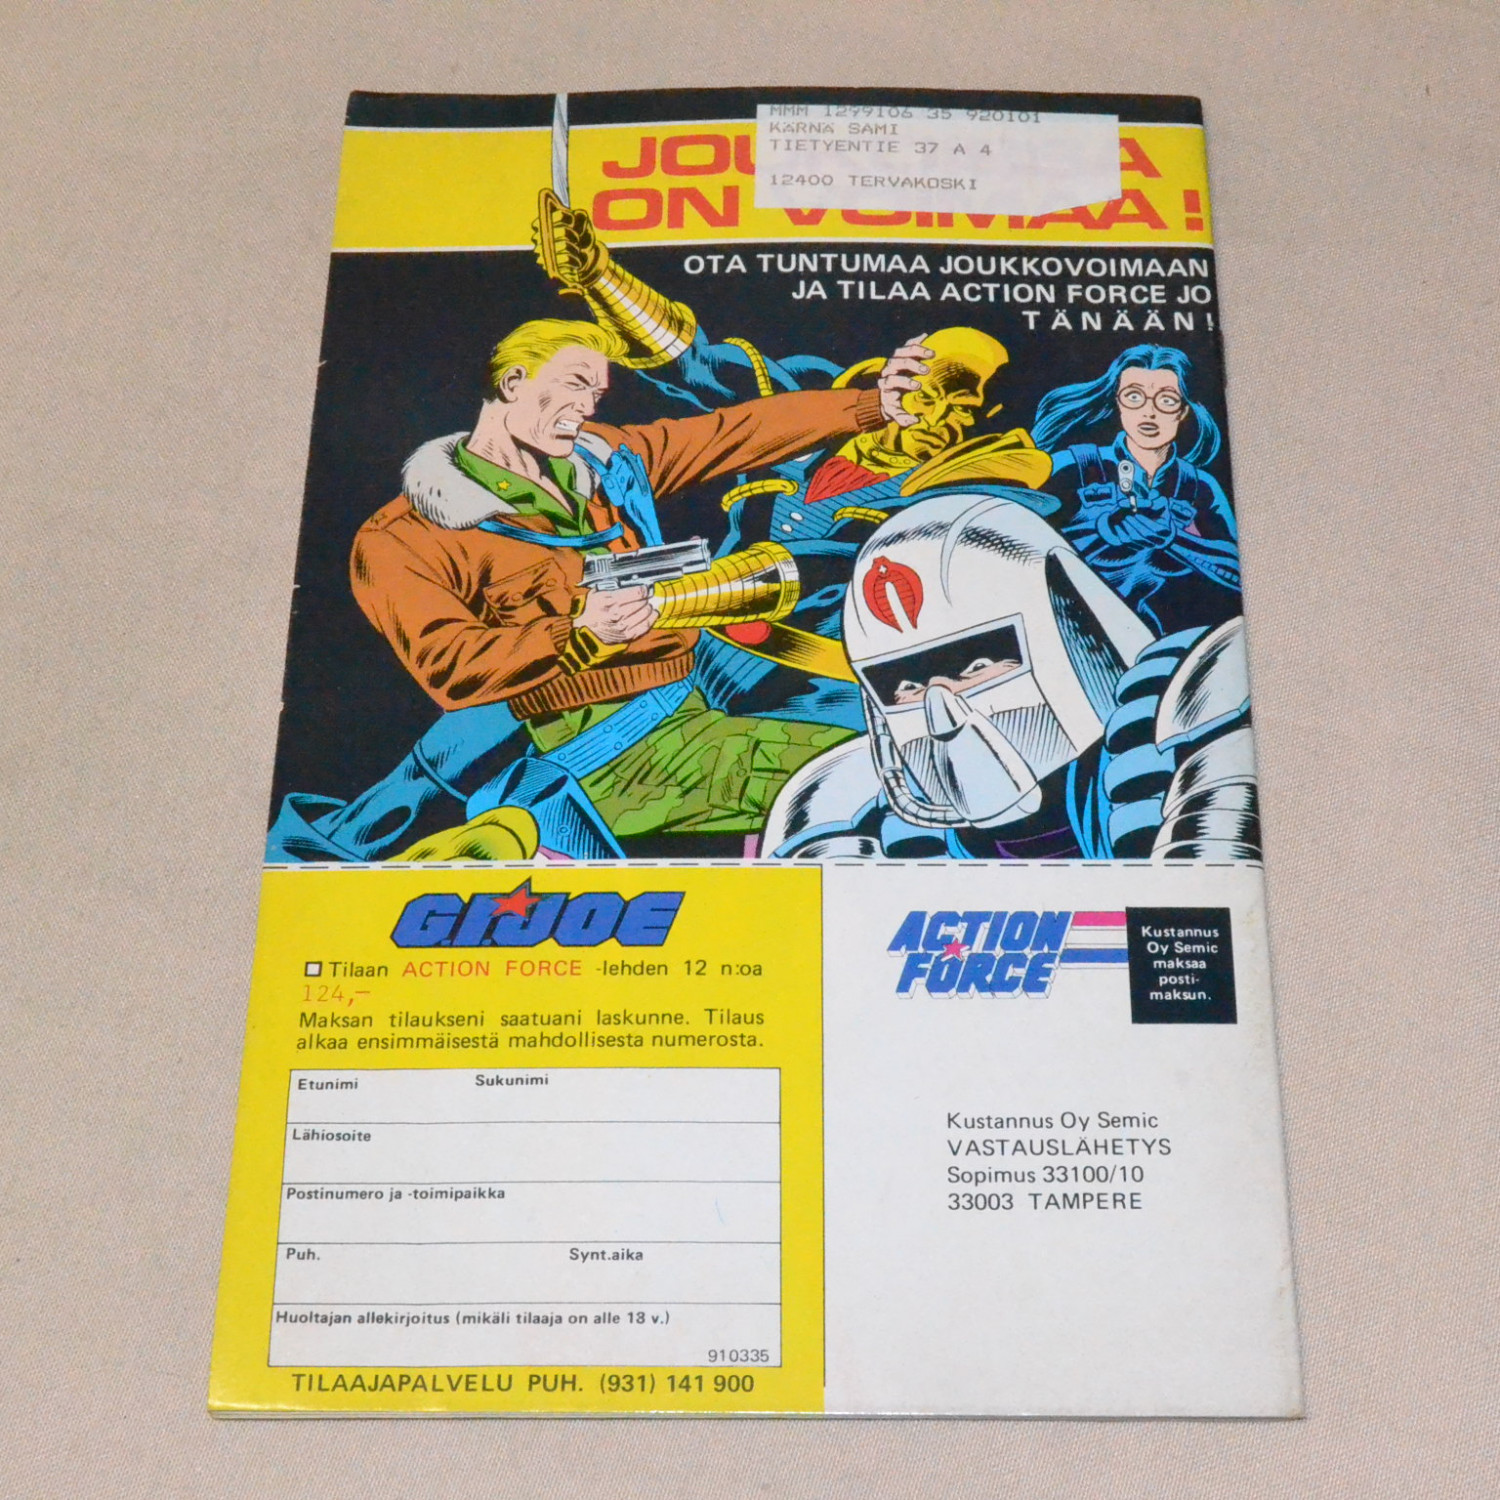 MMM 1299106 35 920101
KÄRNÄ SAMI
TIETYENTIE 37 A 4
12400 TERVAKOSKI
ON VOIMAA!
OTA TUNTUMAA JOUKKOVOIMAAN
JA TILAA ACTION FORCE JO
TÄNÄÄN!
G.I.JOE
Tilaan ACTION FORCE -lehden 12 n:oa
124,—
Maksan tilaukseni saatuani laskunne. Tilaus
alkaa ensimmäisestä mahdollisesta numerosta.
Etunimi Sukunimi
Lähiosoite
Postinumero ja -toimipaikka
Puh. Synt.aika
Huoltajan allekirjoitus (mikäli tilaaja on alle 18 v.)
910335
TILAAJAPALVELU PUH. (931) 141 900
ACTION
FORCE
Kustannus
Oy Semic
maksaa
posti-
maksun.
Kustannus Oy Semic
VASTAUSLÄHETYS
Sopimus 33100/10
33003 TAMPERE